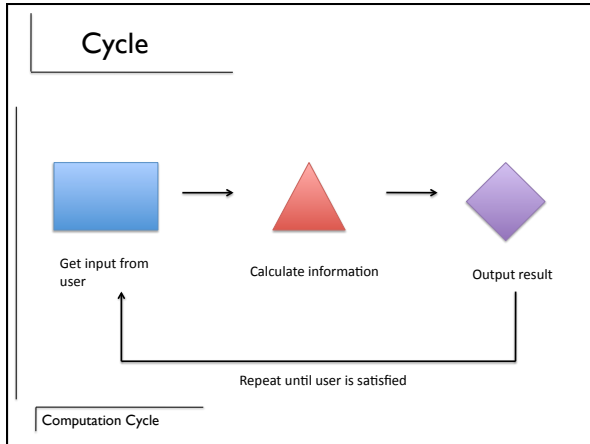 Cycle
Get input from
user
Calculate information
Output result
Repeat until user is satisfied
Computation Cycle